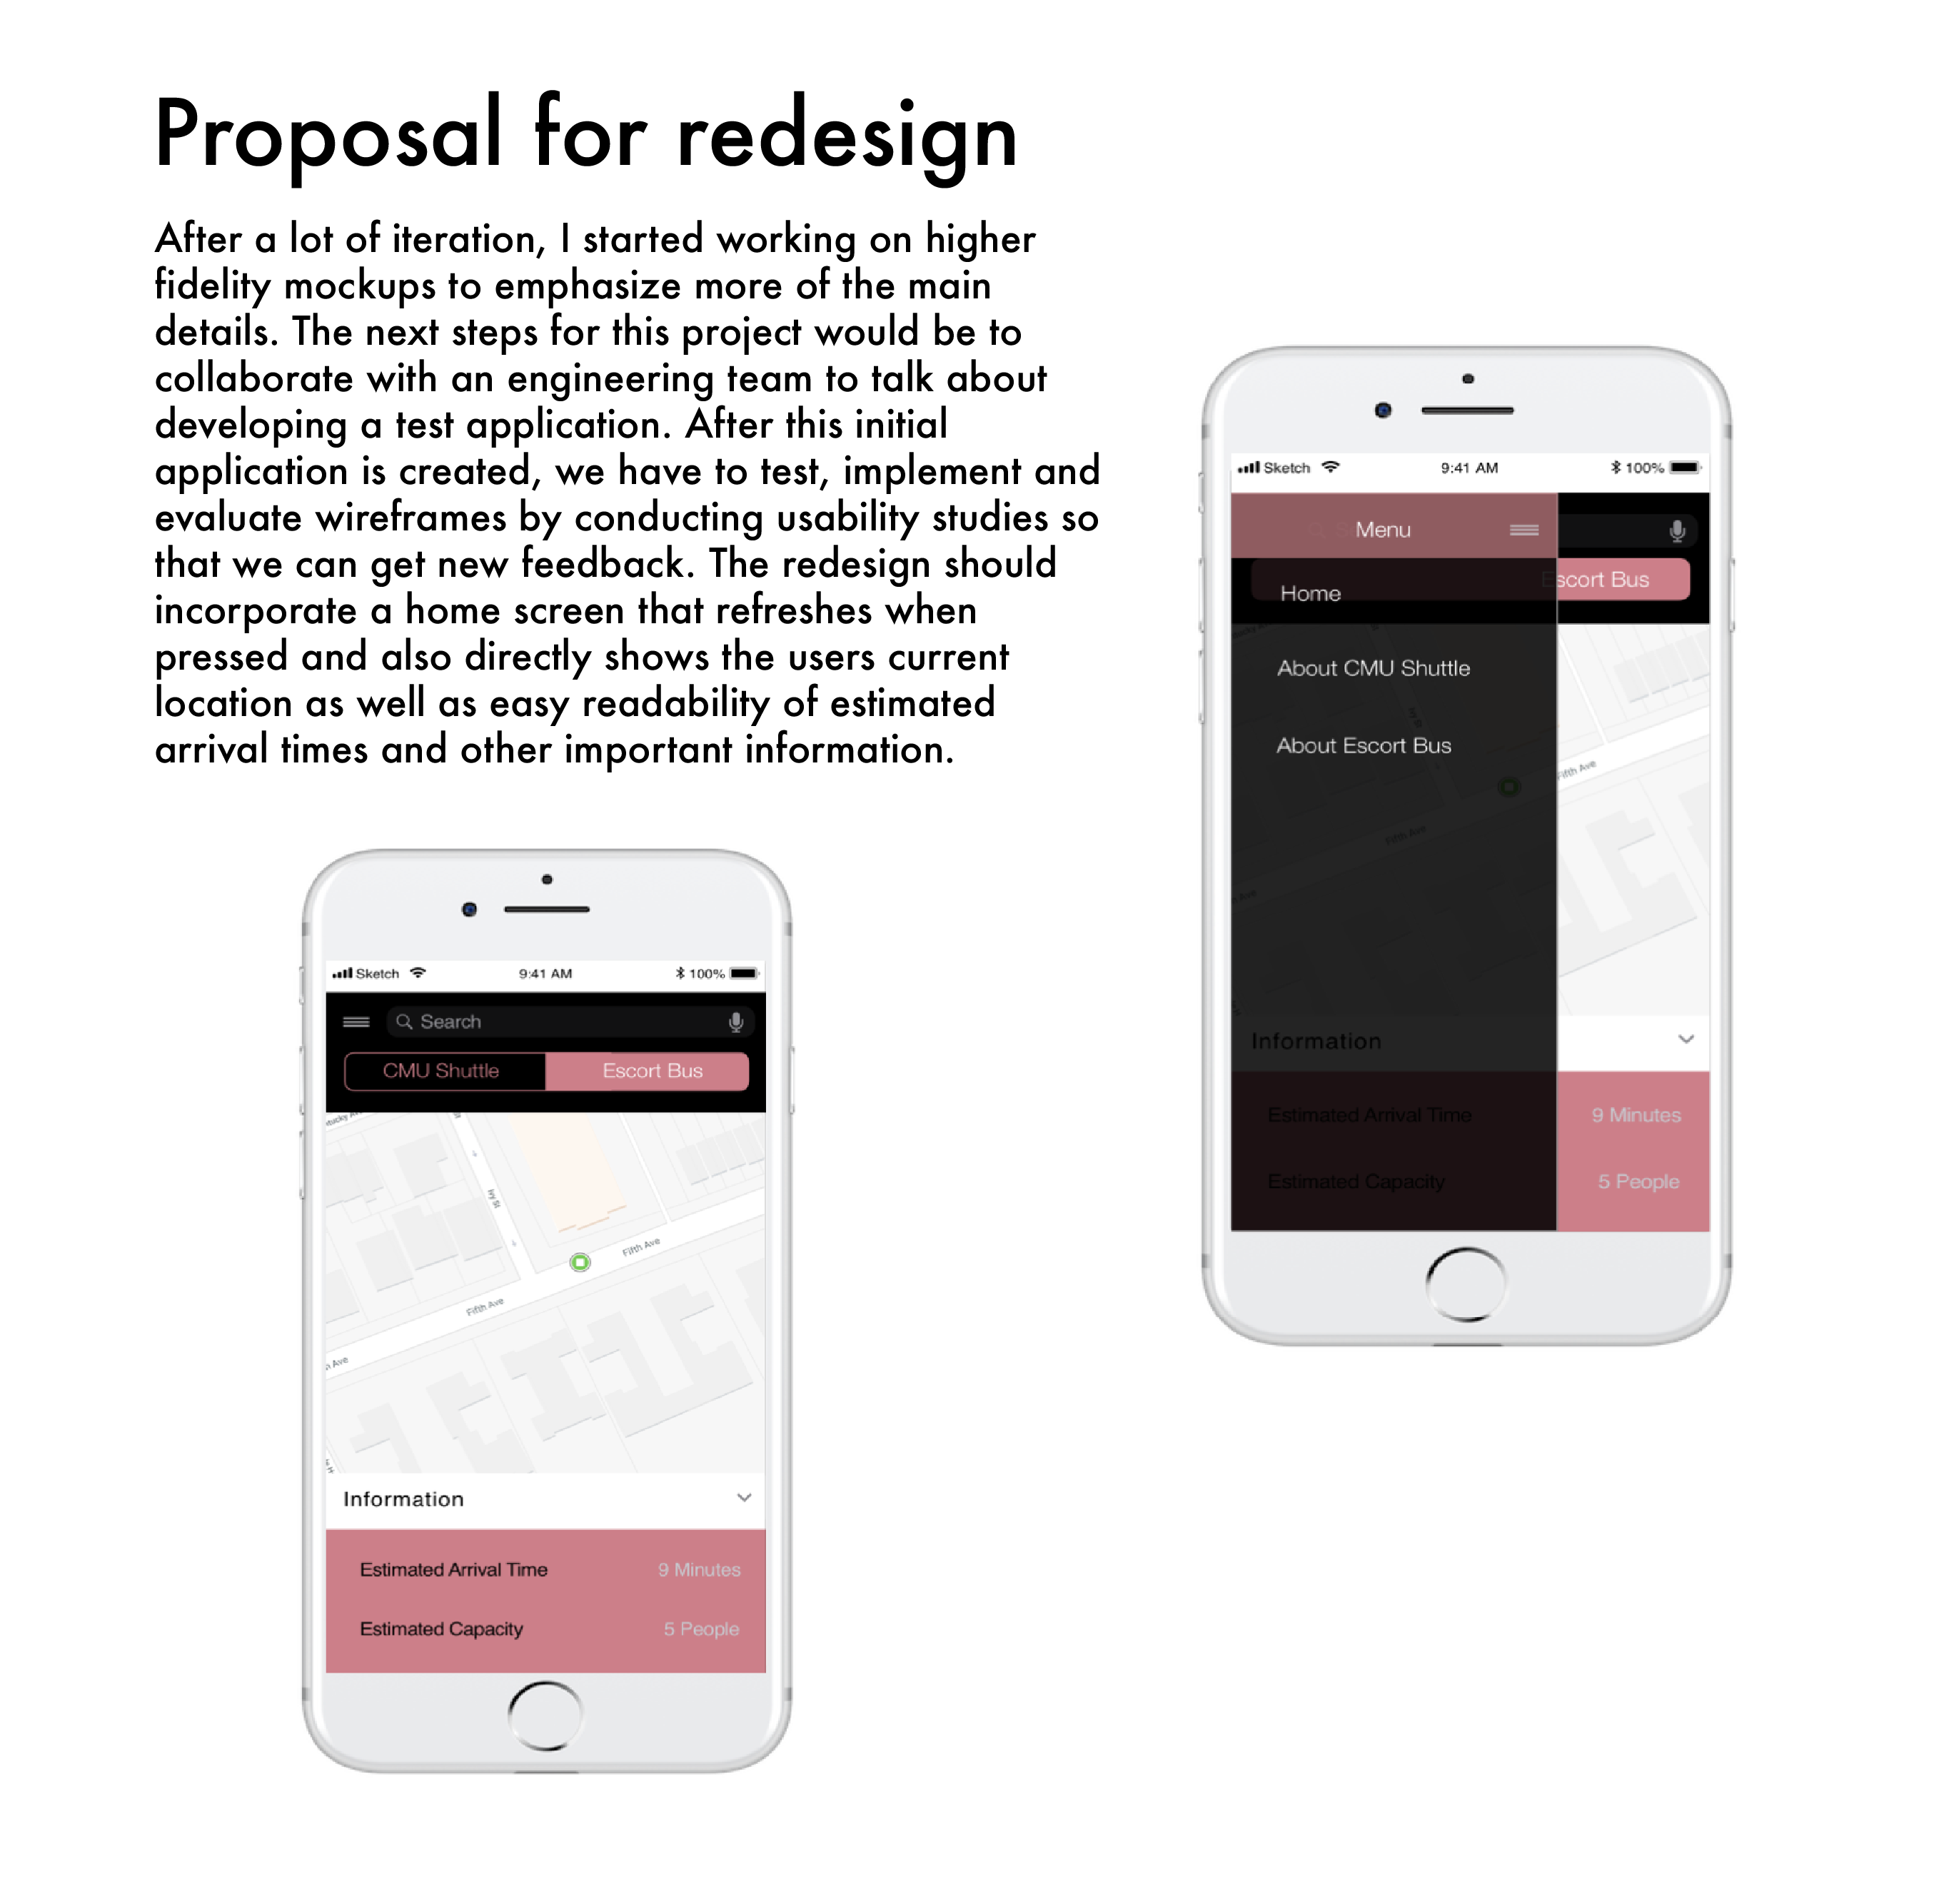 Proposal for redesign
After a lot of iteration, I started working on higher
fidelity mockups to emphasize more of the main
details. The next steps for this project would be to
collaborate with an engineering team to talk about
developing a test application. After this initial
application is created, we have to test, implement and
evaluate wireframes by conducting usability studies so
that we can get new feedback. The redesign should
incorporate a home screen that refreshes when
pressed and also directly shows the users current
location as well as easy readability of estimated
arrival times and other important information.
Sketch 9:41 AM 100%
Search
CMU Shuttle Escort Bus
Ivy St
Fifth Ave
Fifth Ave
Ave
Information
Estimated Arrival Time 9 Minutes
Estimated Capacity 5 People
Sketch 9:41 AM 100%
Menu
Escort Bus
Home
About CMU Shuttle
Ivy St
About Escort Bus
Fifth Ave
Fifth Ave
Ave
Information
Estimated Arrival Time 9 Minutes
Estimated Capacity 5 People